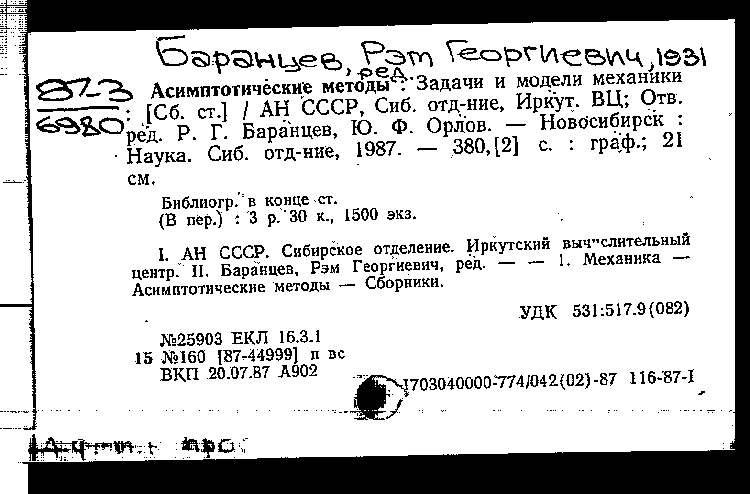 Баранцев, Рэм Георгиевич, 1931
ред.
Асимптотические методы : Задачи и модели механики
: [Сб. ст.] / АН СССР, Сиб. отд-ние, Иркут. ВЦ; Отв.
ред. Р. Г. Баранцев, Ю. Ф. Орлов. — Новосибирск :
Наука. Сиб. отд-ние, 1987. — 380,[2] с. : граф.; 21
см.
87-3
6980
Библиогр. в конце ст.
(В пер.) : 3 р. 30 к., 1500 экз.
I. АН СССР. Сибирское отделение. Иркутский выч"слительный
центр. II. Баранцев, Рэм Георгиевич, ред. — — 1. Механика —
Асимптотические методы — Сборники.
УДК 531:517.9(082)
№25903 ЕКЛ 16.3.1
15 №160 [87-44999] п вс
ВКП 20.07.87 А902
1703040000-774/042(02)-87 116-87-I